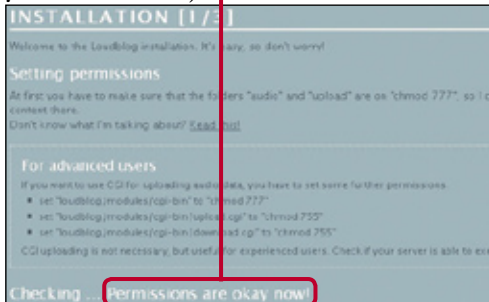 INSTALLATION [1/3]
Welcome to the Loudblog installation. It's easy, so don't worry!
Setting permissions
At first you have to make sure that the folders "audio" and "upload" are on "chmod 777", so I c
content there.
Don't know what I'm talking about? Read this!
For advanced users
If you want to use CGI for uploading audio data, you have to set some further permissions.
set "loudblog/modules/cgi-bin" to "chmod 777"
set "loudblog/modules/cgi-bin/upload.cgi" to "chmod 755"
set "loudblog/modules/cgi-bin/download.cgi" to "chmod 755"
CGI uploading is not necessary, but useful for experienced users. Check if your server is able to exe
Checking ... Permissions are okay now!